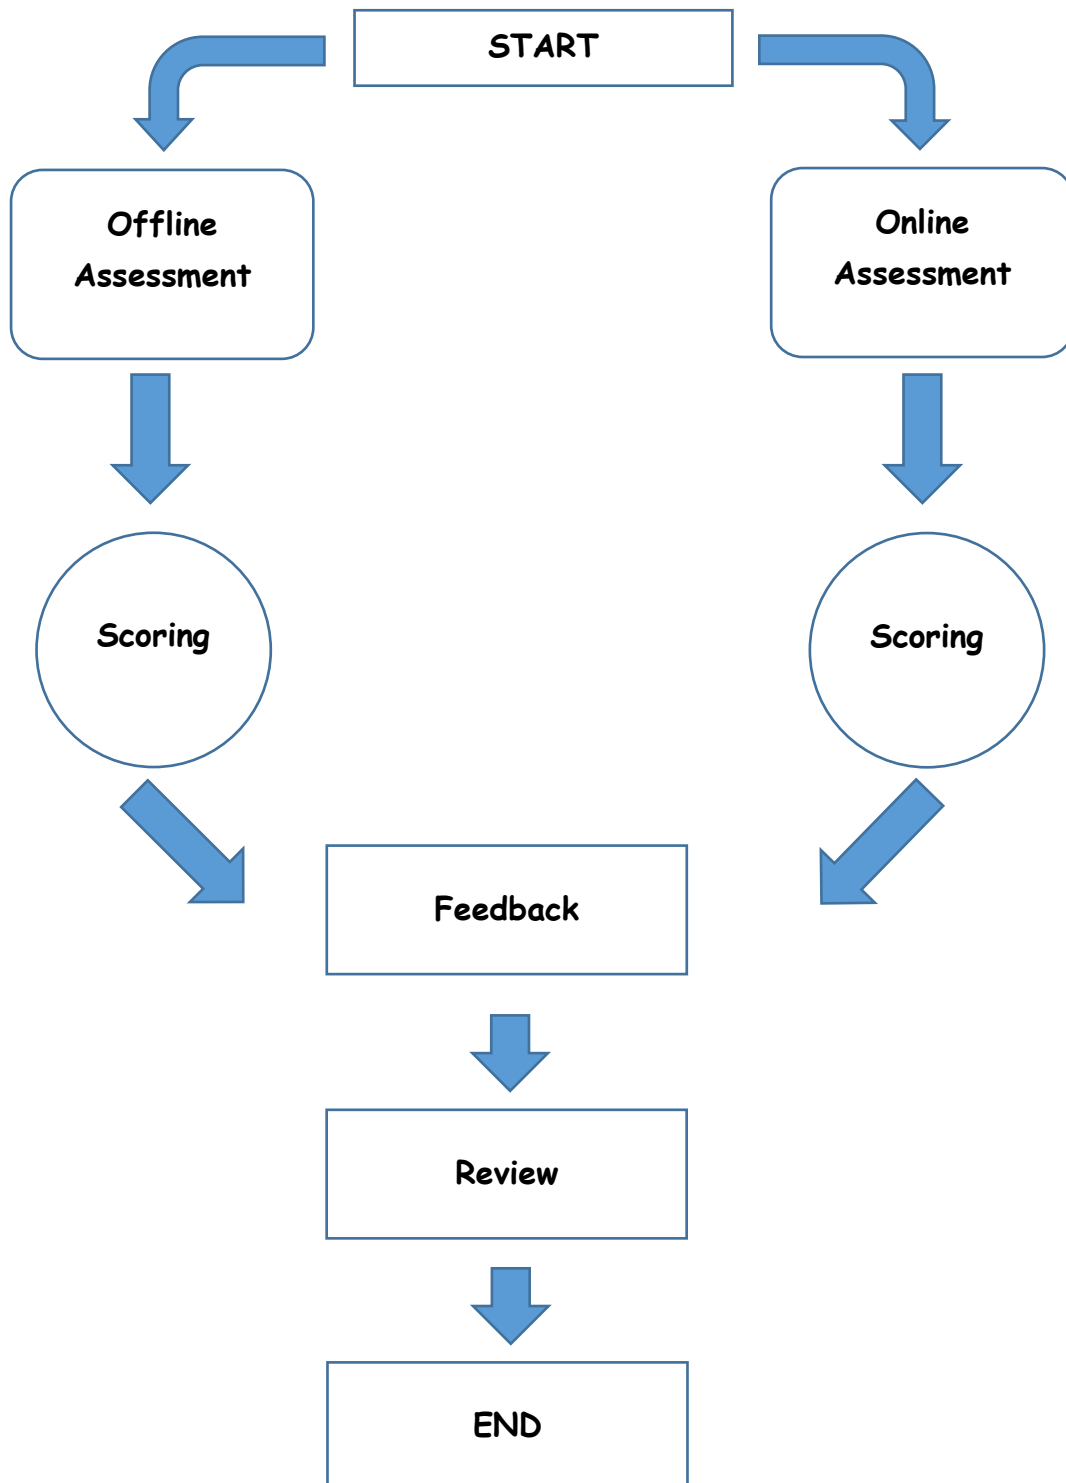 START
Offline
Assessment
Online
Assessment
Scoring
Scoring
Feedback
Review
END